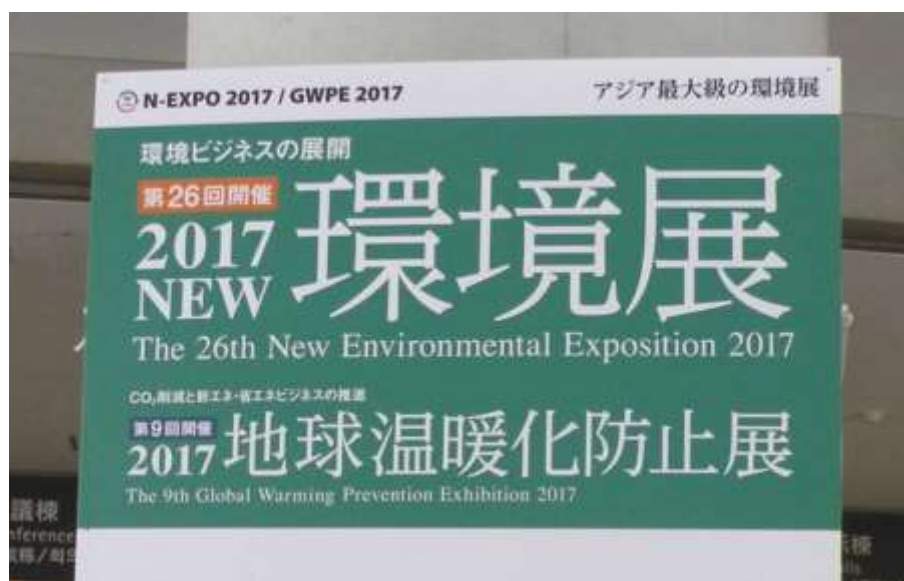 N-EXPO 2017 / GWPE 2017
アジア最大級の環境展
環境ビジネスの展開
第26回開催
2017
NEW
環境展
The 26th New Environmental Exposition 2017
CO₂削減と新エネ・省エネビジネスの推進
第9回開催
2017
地球温暖化防止展
The 9th Global Warming Prevention Exhibition 2017
議棟
nference